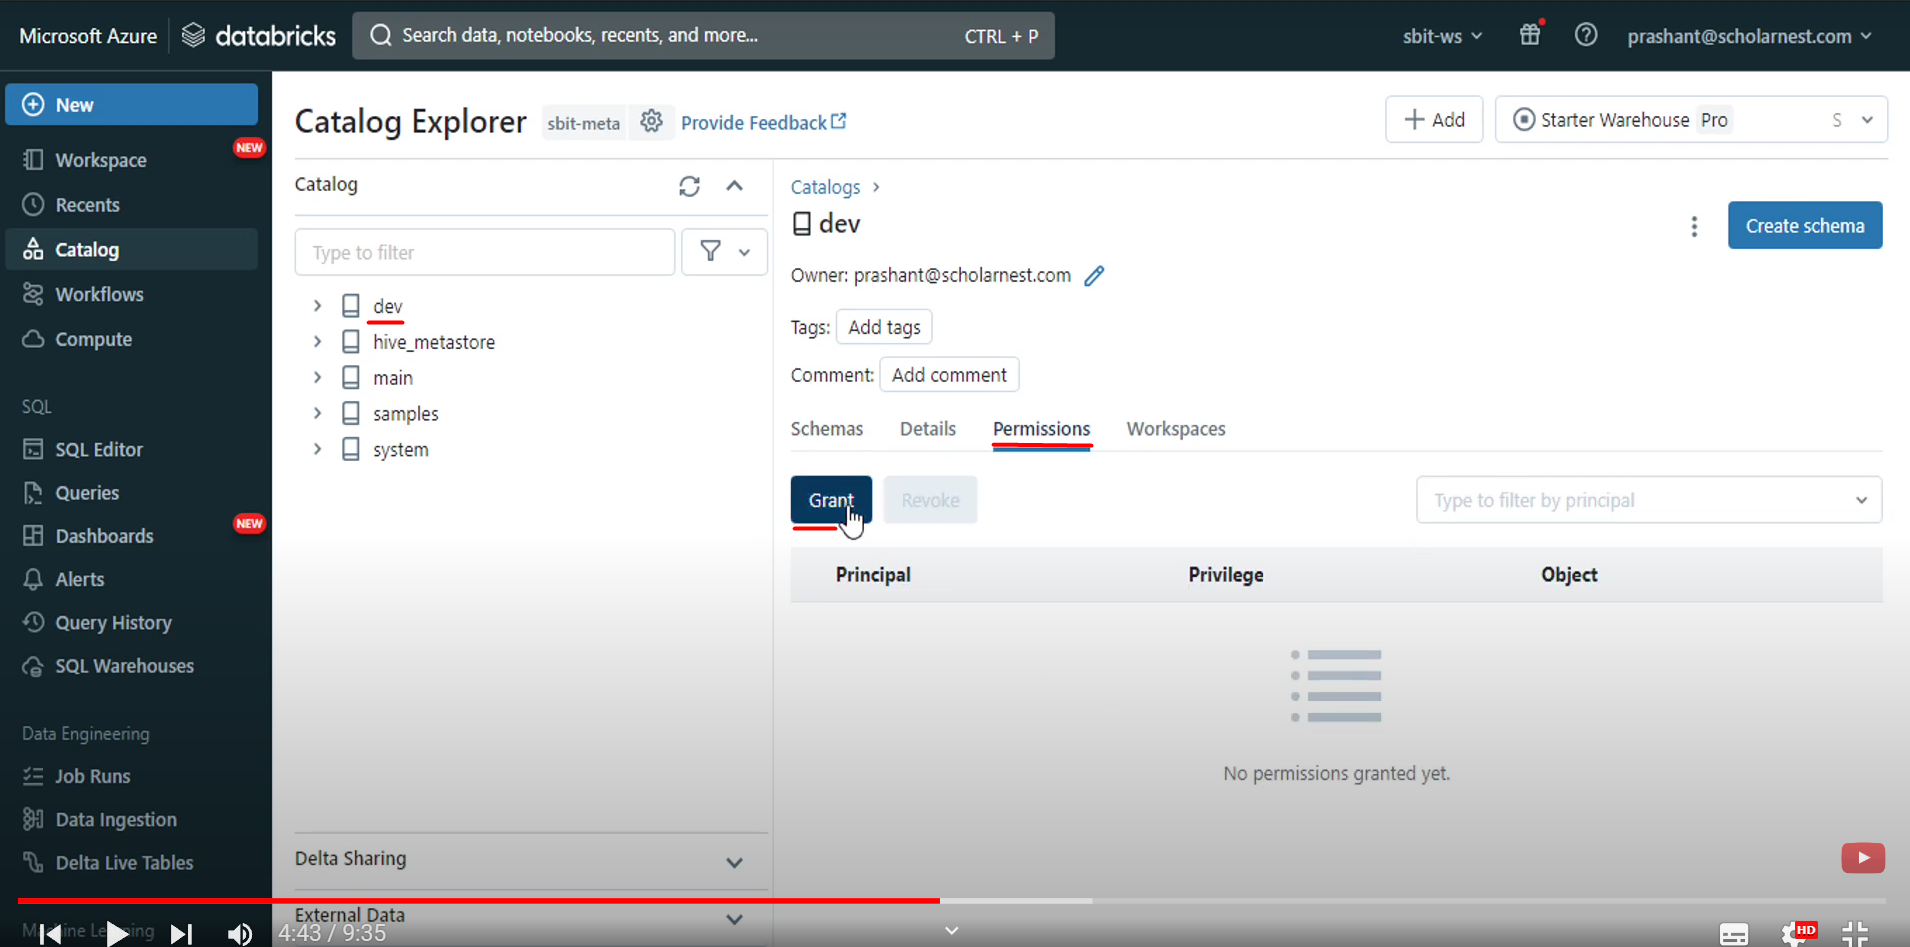 Microsoft Azure databricks Search data, notebooks, recents, and more... CTRL + P sbit-ws prashant@scholarnest.com
New
Workspace NEW
Recents
Catalog
Workflows
Compute
SQL
SQL Editor
Queries
Dashboards NEW
Alerts
Query History
SQL Warehouses
Data Engineering
Job Runs
Data Ingestion
Delta Live Tables
Machine Learning
Catalog Explorer sbit-meta Provide Feedback + Add Starter Warehouse Pro S
Catalog
Type to filter
dev
hive_metastore
main
samples
system
Delta Sharing
External Data
Catalogs >
dev
Create schema
Owner: prashant@scholarnest.com
Tags: Add tags
Comment: Add comment
Schemas Details Permissions Workspaces
Grant Revoke Type to filter by principal
Principal Privilege Object
No permissions granted yet.
4:43 / 9:35 HD